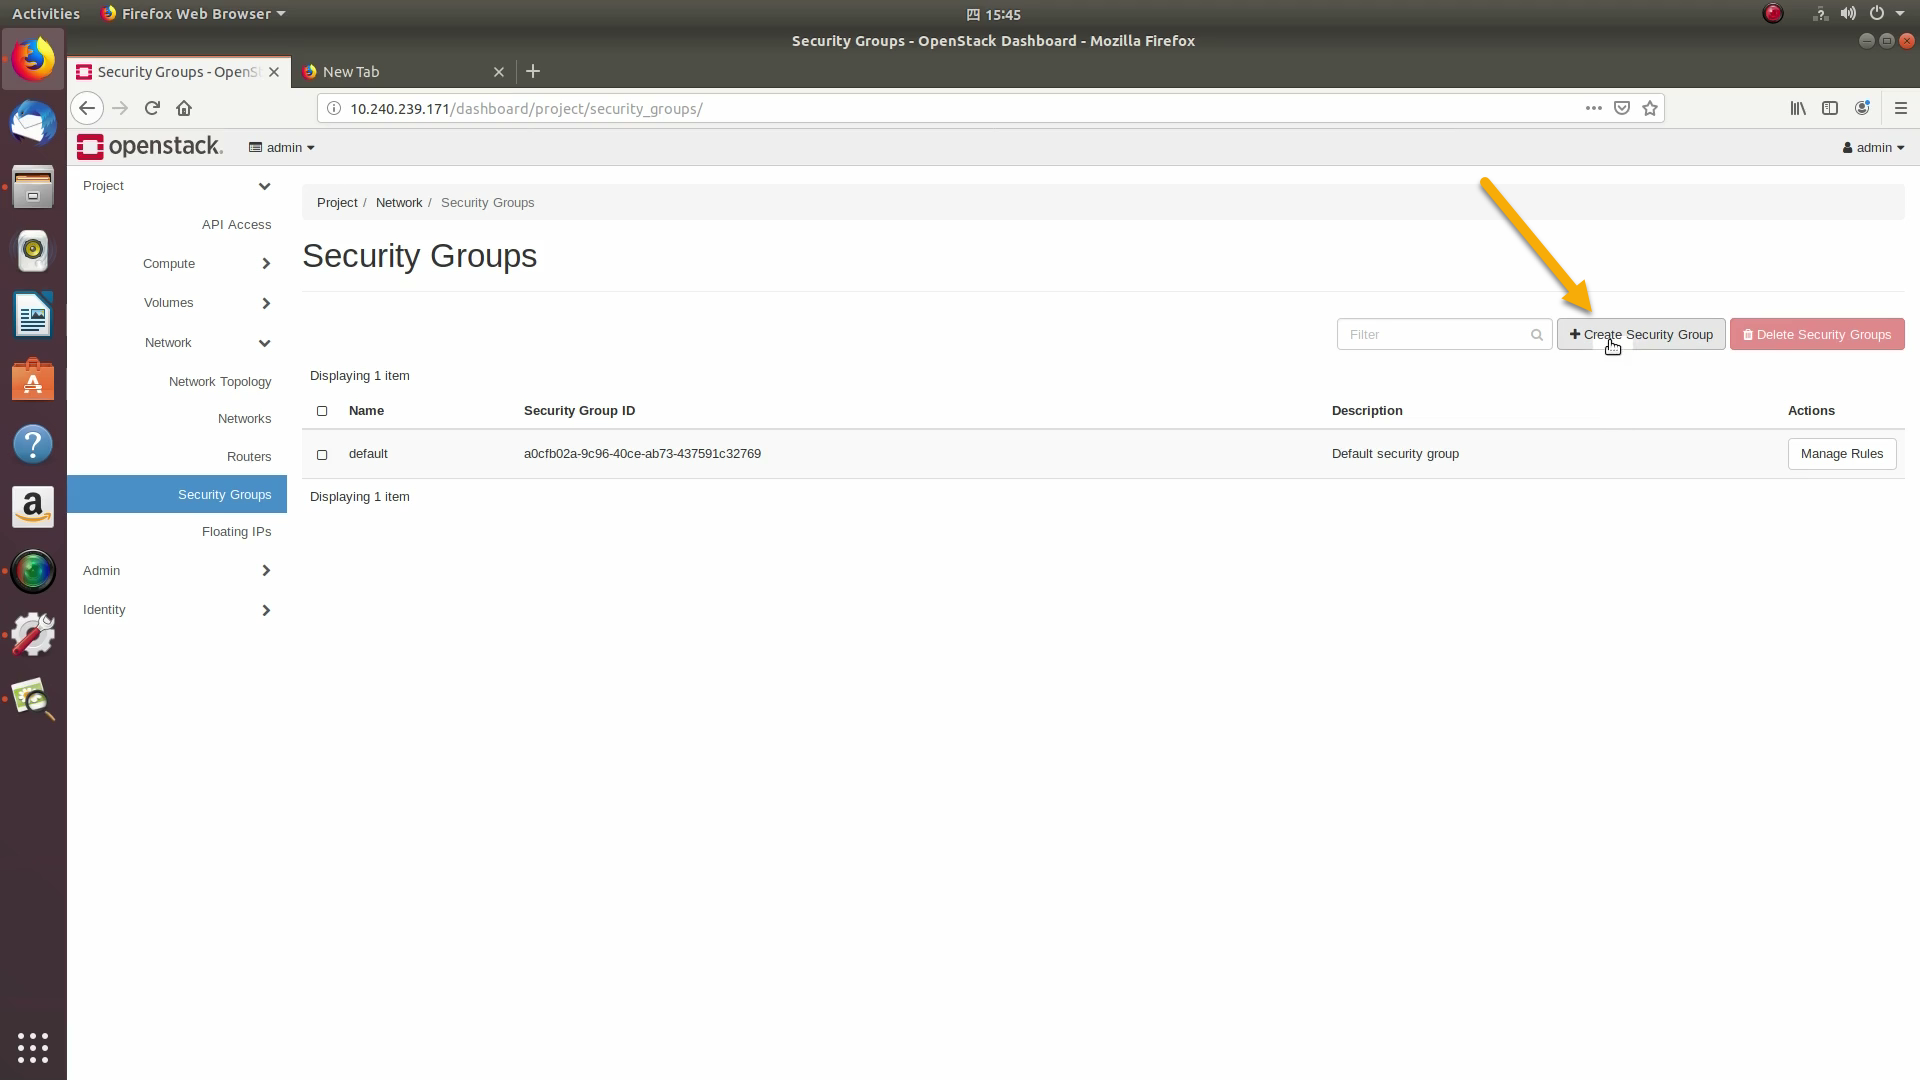 Activities Firefox Web Browser 四 15:45
Security Groups - OpenStack Dashboard - Mozilla Firefox
Security Groups - OpenSt New Tab
10.240.239.171/dashboard/project/security_groups/
openstack. admin admin
Project
API Access
Compute
Volumes
Network
Network Topology
Networks
Routers
Security Groups
Floating IPs
Admin
Identity
Project / Network / Security Groups
Security Groups
Filter Create Security Group Delete Security Groups
Displaying 1 item
Name Security Group ID Description Actions
default a0cfb02a-9c96-40ce-ab73-437591c32769 Default security group Manage Rules
Displaying 1 item